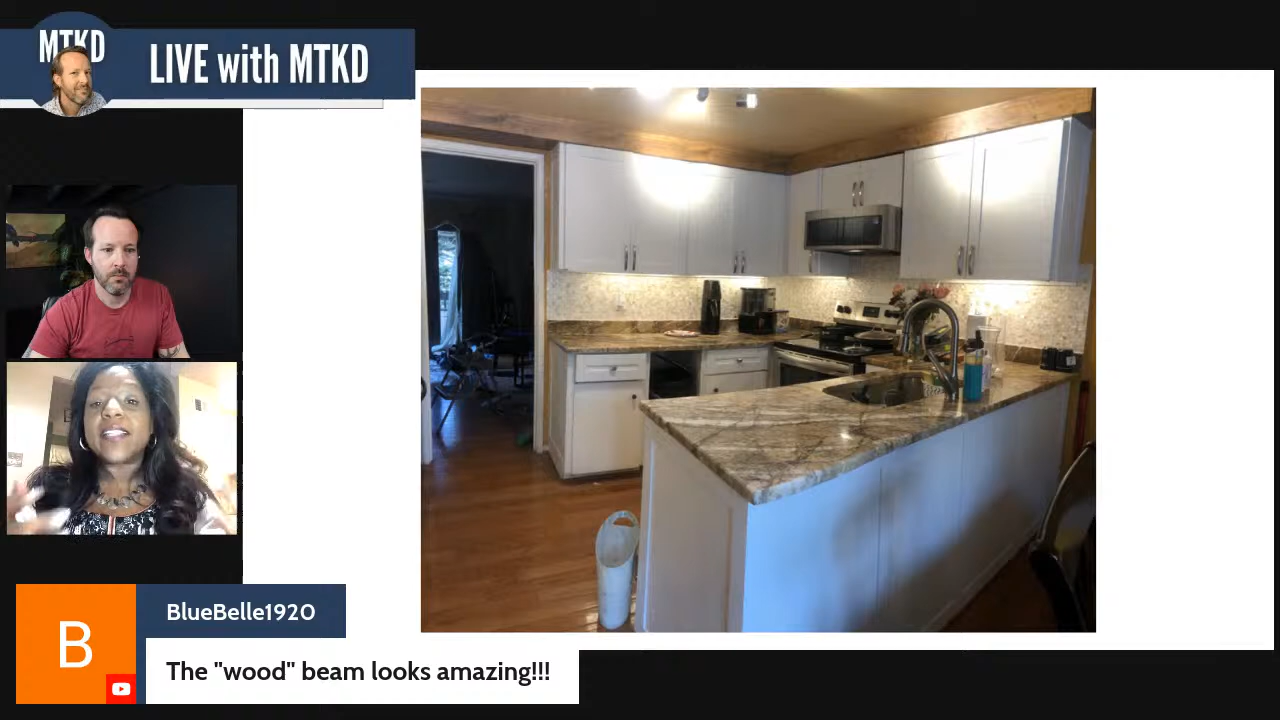 MTKD
LIVE with MTKD
B
BlueBelle1920
The "wood" beam looks amazing!!!